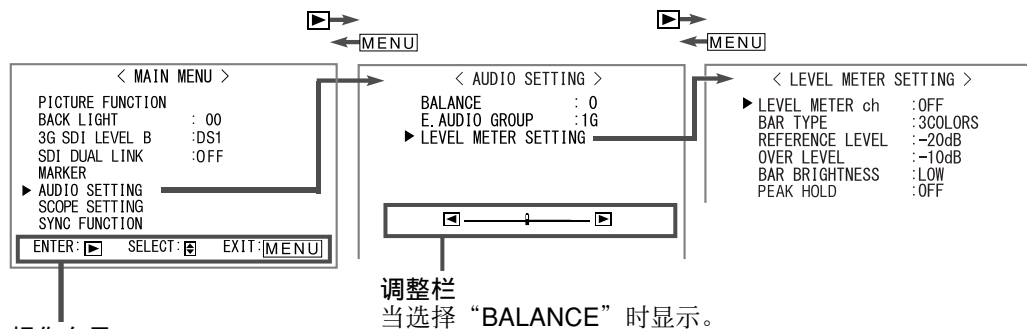 ▶→
←MENU
▶→
←MENU
< MAIN MENU >
PICTURE FUNCTION
BACK LIGHT : 00
3G SDI LEVEL B :DS1
SDI DUAL LINK :OFF
MARKER
▶ AUDIO SETTING
SCOPE SETTING
SYNC FUNCTION
ENTER:▶ SELECT:◆ EXIT:MENU
< AUDIO SETTING >
BALANCE : 0
E.AUDIO GROUP :1G
▶ LEVEL METER SETTING
< LEVEL METER SETTING >
▶ LEVEL METER ch :OFF
BAR TYPE :3COLORS
REFERENCE LEVEL :-20dB
OVER LEVEL :-10dB
BAR BRIGHTNESS :LOW
PEAK HOLD :OFF
调整栏
当选择“BALANCE”时显示。